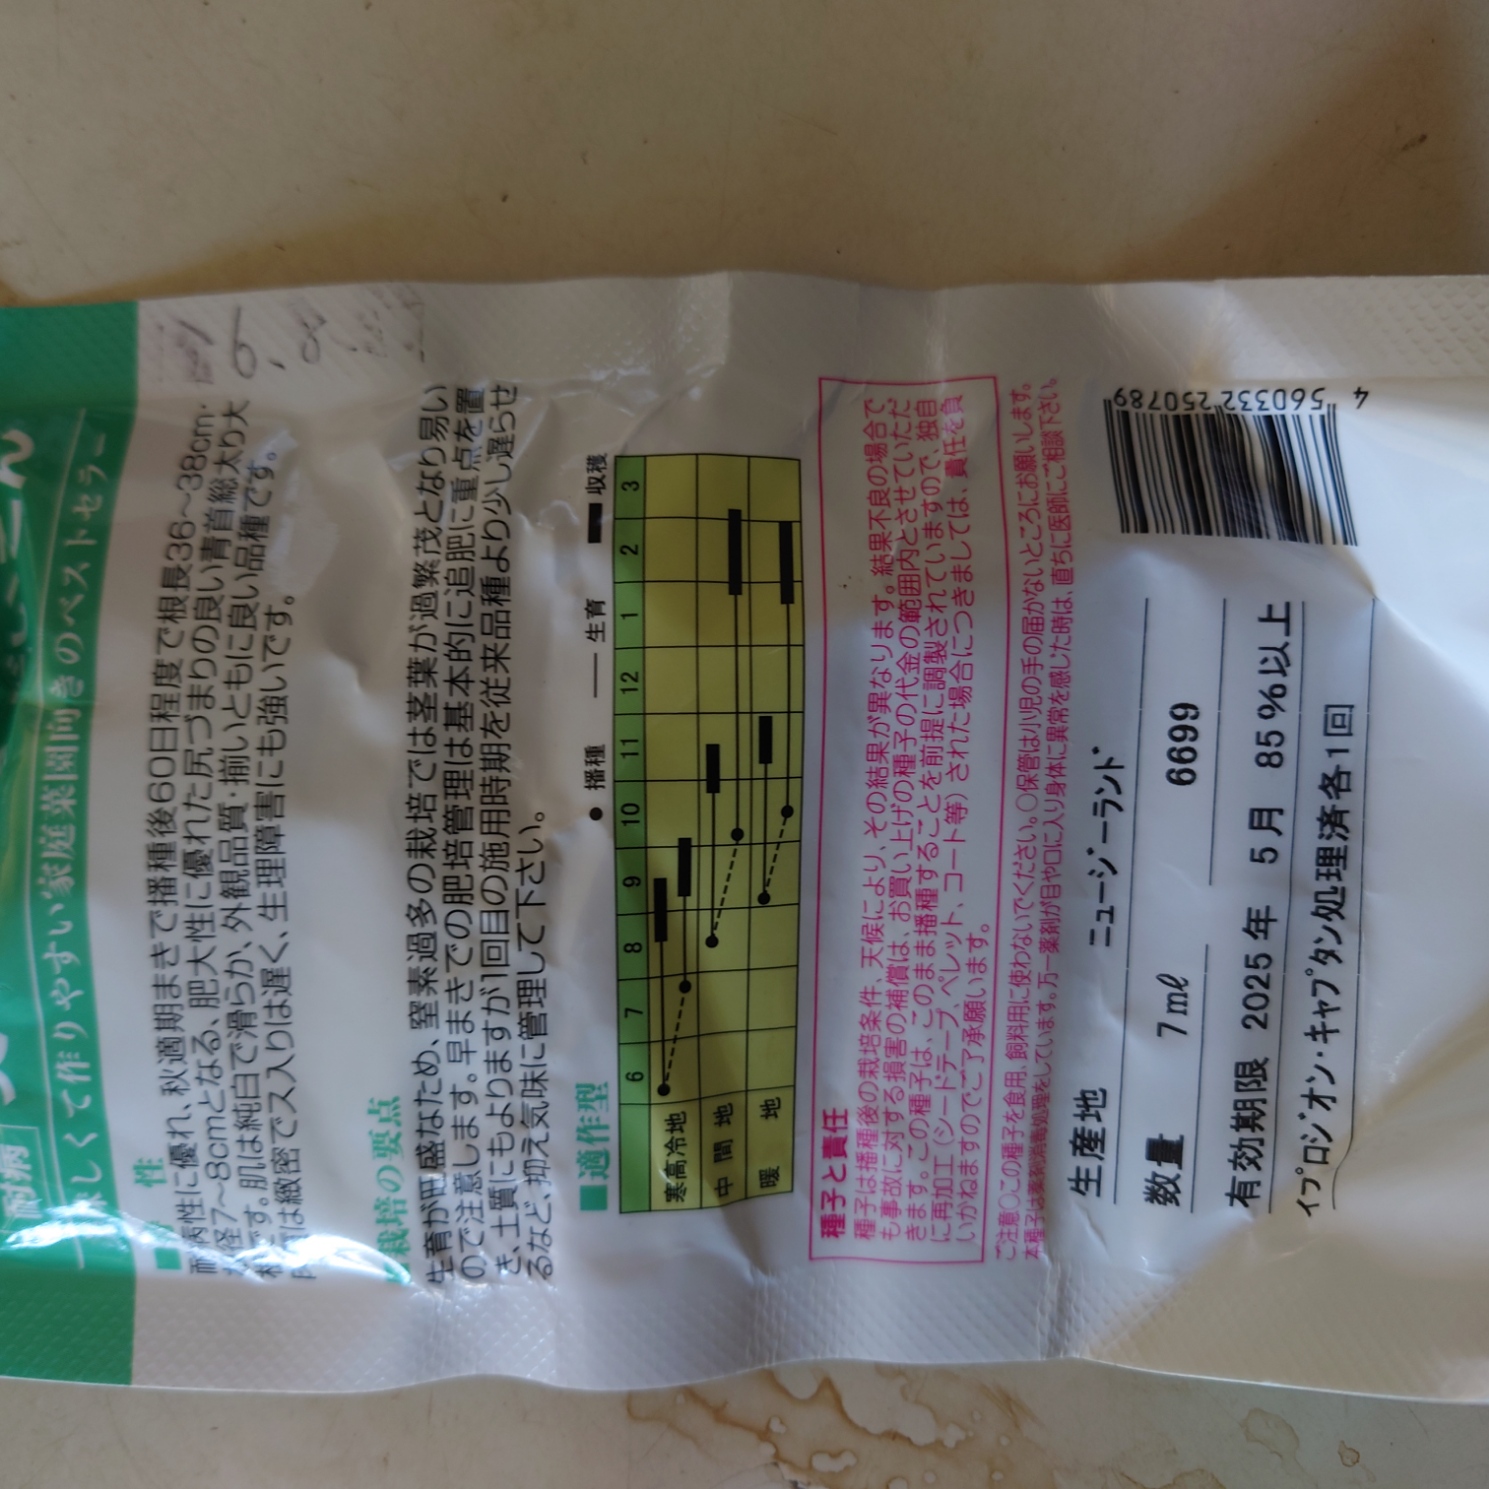 耐病
しくて作りやすい家庭菜園向きのベストセラー
性
耐病性に優れ、秋適期まきで播種後60日程度で根長36〜38cm・
根径7〜8cmとなる、肥大性に優れた尻づまりの良い青首総太り大
根です。肌は純白で滑らか、外観品質・揃いともに良い品種です。
は緻密でス入りは遅く、生理障害にも強いです。
栽培の要点
生育が旺盛なため、窒素過多の栽培では茎葉が過繁茂となり易い
ので注意します。早まきでの肥培管理は基本的に追肥に重点を置
き、土質にもよりますが1回目の施用時期を従来品種より少し遅らせ
るなど、抑え気味に管理して下さい。
■適作型 ●播種 ― 生育 ■収穫
6 7 8 9 10 11 12 1 2 3
寒高冷地
中間地
暖地
種子と責任
種子は播種後の栽培条件、天候により、その結果が異なります。結果不良の場合で
も事故に対する損害の補償は、お買い上げの種子の代金の範囲内とさせていただ
きます。この種子は、このまま播種することを前提に調製されていますので、独自
に再加工（シードテープ、ペレット、コート等）された場合につきましては、責任を負
いかねますのでご了承願います。
ご注意○この種子を食用、飼料用に使わないでください。○保管は小児の手の届かないところにお願いします。
本種子は薬剤消毒処理をしています。万一薬剤が目や口に入り身体に異常を感じた時は、直ちに医師にご相談下さい。
生産地 ニュージーランド
数量 7mℓ 6699
有効期限 2025年 5月 85%以上
イプロジオン・キャプタン処理済各1回
4 560332 250789